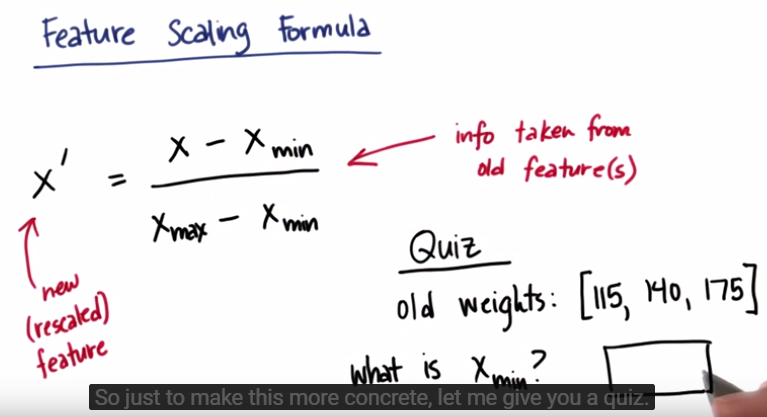 Feature Scaling Formula
x' = x - xmin / xmax - xmin
info taken from
old feature(s)
new
(rescaled)
feature
Quiz
old weights: [115, 140, 175]
what is xmin?
So just to make this more concrete, let me give you a quiz.